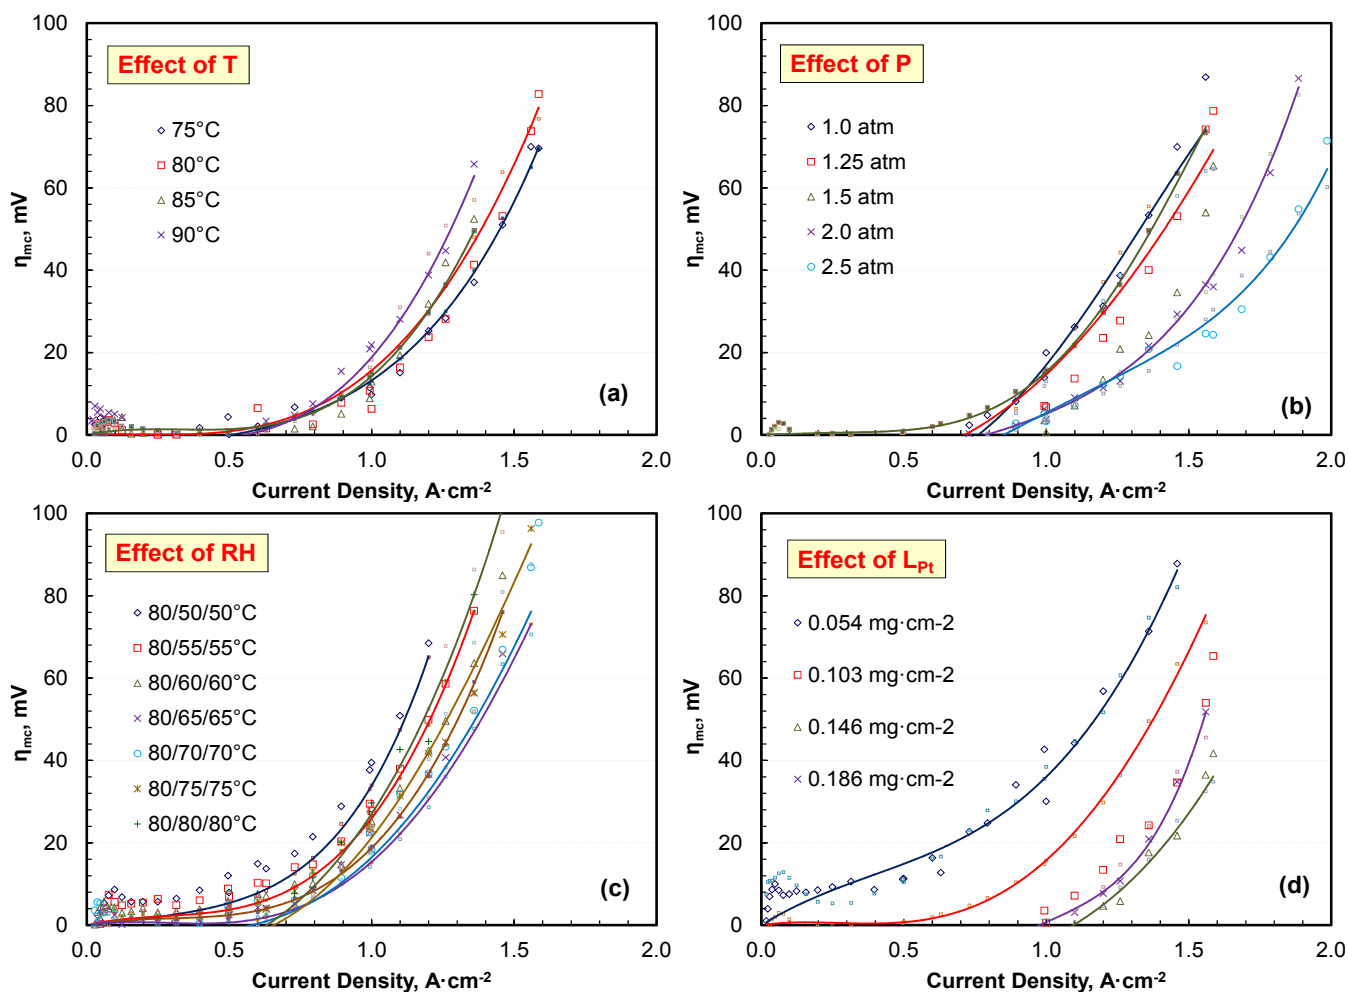 100
80
60
40
20
0
η_mc, mV
Effect of T
75°C
80°C
85°C
90°C
(a)
0.0 0.5 1.0 1.5 2.0
Current Density, A·cm⁻²
100
80
60
40
20
0
η_mc, mV
Effect of P
1.0 atm
1.25 atm
1.5 atm
2.0 atm
2.5 atm
(b)
0.0 0.5 1.0 1.5 2.0
Current Density, A·cm⁻²
100
80
60
40
20
0
η_mc, mV
Effect of RH
80/50/50°C
80/55/55°C
80/60/60°C
80/65/65°C
80/70/70°C
80/75/75°C
80/80/80°C
(c)
0.0 0.5 1.0 1.5 2.0
Current Density, A·cm⁻²
100
80
60
40
20
0
η_mc, mV
Effect of L_Pt
0.054 mg·cm-2
0.103 mg·cm-2
0.146 mg·cm-2
0.186 mg·cm-2
(d)
0.0 0.5 1.0 1.5 2.0
Current Density, A·cm⁻²